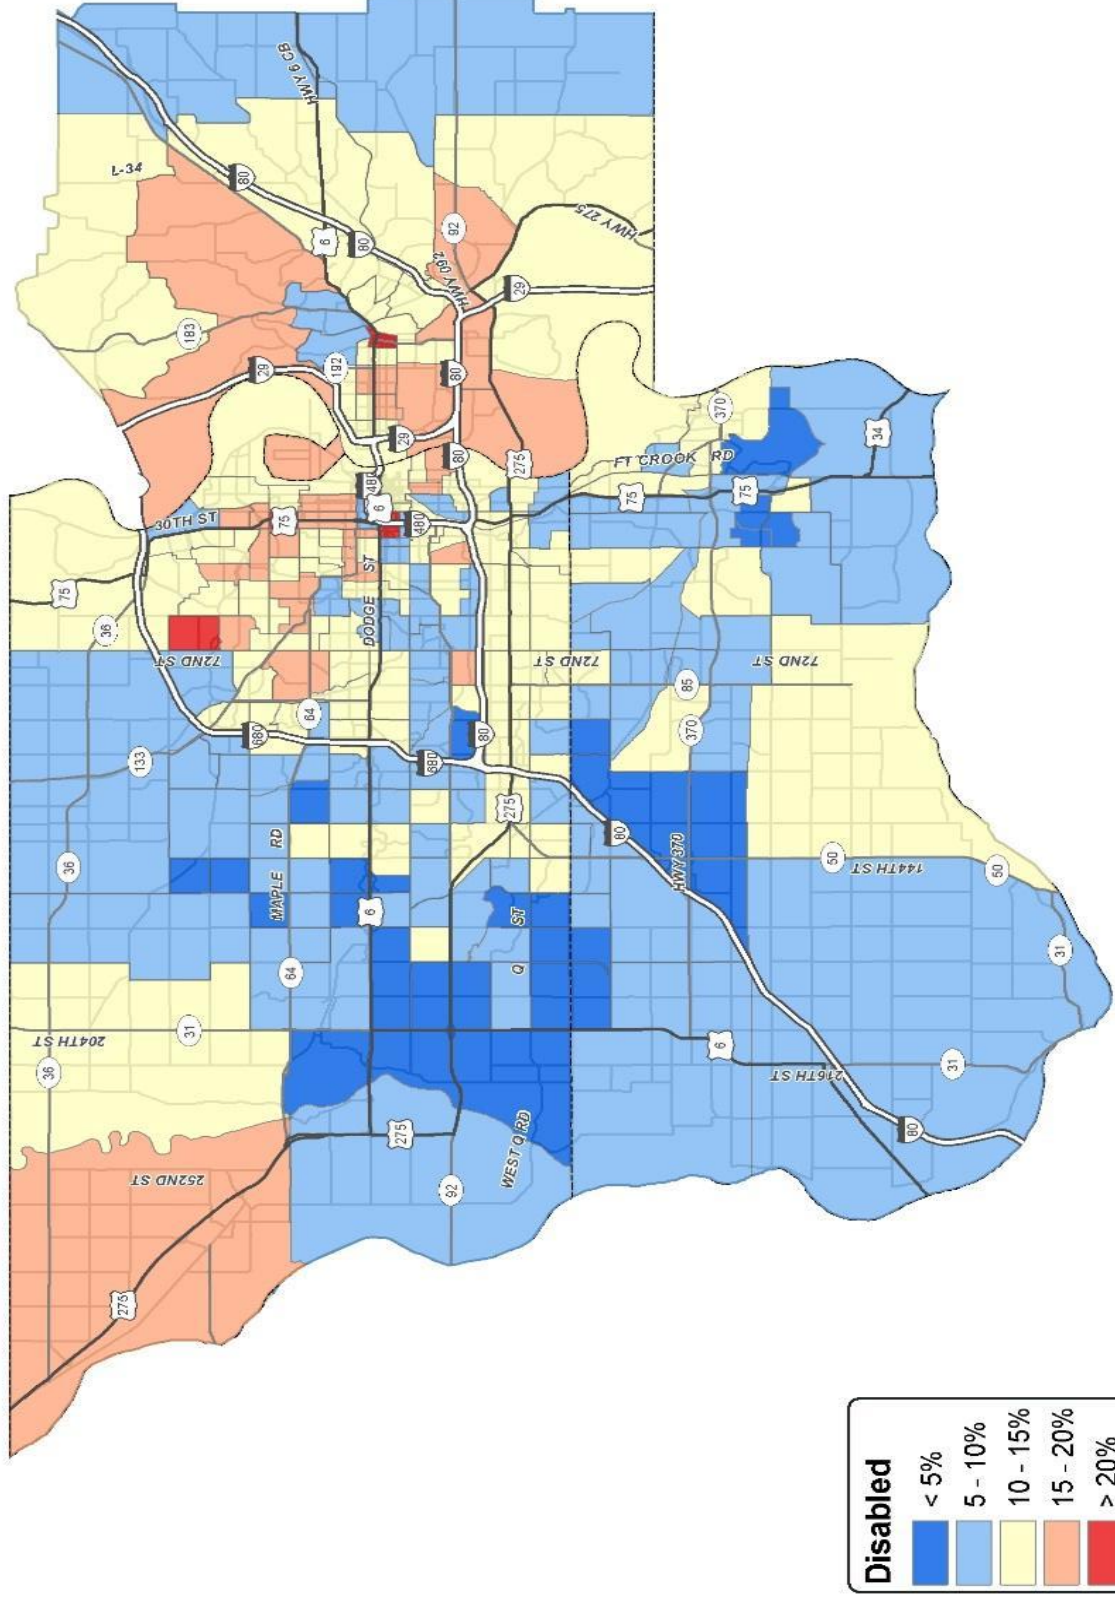 36
75
204TH ST
36
36
275
L-34
133
252ND ST
30TH ST
72ND ST
31
183
80
680
29
MAPLE RD
75
64
HWY 6 CB
64
6
192
80
480
DODGE ST
6
6
275
29
480
680
92
HWY 092
92
80
80
80
275
WEST Q RD
Q ST
29
275
72ND ST
HWY 275
80
75
FT CROOK RD
HWY 370
85
370
370
6
75
72ND ST
216TH ST
50
34
144TH ST
80
31
50
31
Disabled
< 5%
5 - 10%
10 - 15%
15 - 20%
> 20%